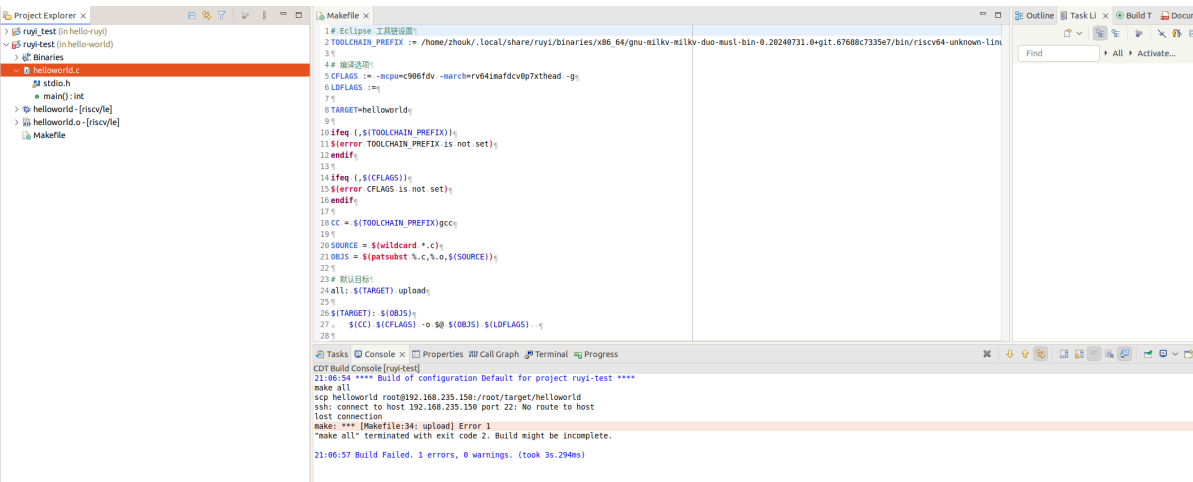 Project Explorer
ruyi_test (in hello-ruyi)
ruyi-test (in hello-world)
Binaries
helloworld.c
stdio.h
main() : int
helloworld - [riscv/le]
helloworld.o - [riscv/le]
Makefile
Makefile
1 # Eclipse 工具链设置
2 TOOLCHAIN_PREFIX := /home/zhouk/.local/share/ruyi/binaries/x86_64/gnu-milkv-milkv-duo-musl-bin-0.20240731.0+git.67688c7335e7/bin/riscv64-unknown-linu
3
4 # 编译选项
5 CFLAGS := -mcpu=c906fdv -march=rv64imafdcv0p7xthead -g
6 LDFLAGS :=
7
8 TARGET=helloworld
9
10 ifeq (,$(TOOLCHAIN_PREFIX))
11 $(error TOOLCHAIN_PREFIX is not set)
12 endif
13
14 ifeq (,$(CFLAGS))
15 $(error CFLAGS is not set)
16 endif
17
18 CC = $(TOOLCHAIN_PREFIX)gcc
19
20 SOURCE = $(wildcard *.c)
21 OBJS = $(patsubst %.c,%.o,$(SOURCE))
22
23 # 默认目标
24 all: $(TARGET) upload
25
26 $(TARGET): $(OBJS)
27 $(CC) $(CFLAGS) -o $@ $(OBJS) $(LDFLAGS)
28
Outline Task Li Build T Docum
Find All Activate...
Tasks Console Properties Call Graph Terminal Progress
CDT Build Console [ruyi-test]
21:06:54 **** Build of configuration Default for project ruyi-test ****
make all
scp helloworld root@192.168.235.150:/root/target/helloworld
ssh: connect to host 192.168.235.150 port 22: No route to host
lost connection
make: *** [Makefile:34: upload] Error 1
"make all" terminated with exit code 2. Build might be incomplete.
21:06:57 Build Failed. 1 errors, 0 warnings. (took 3s.294ms)